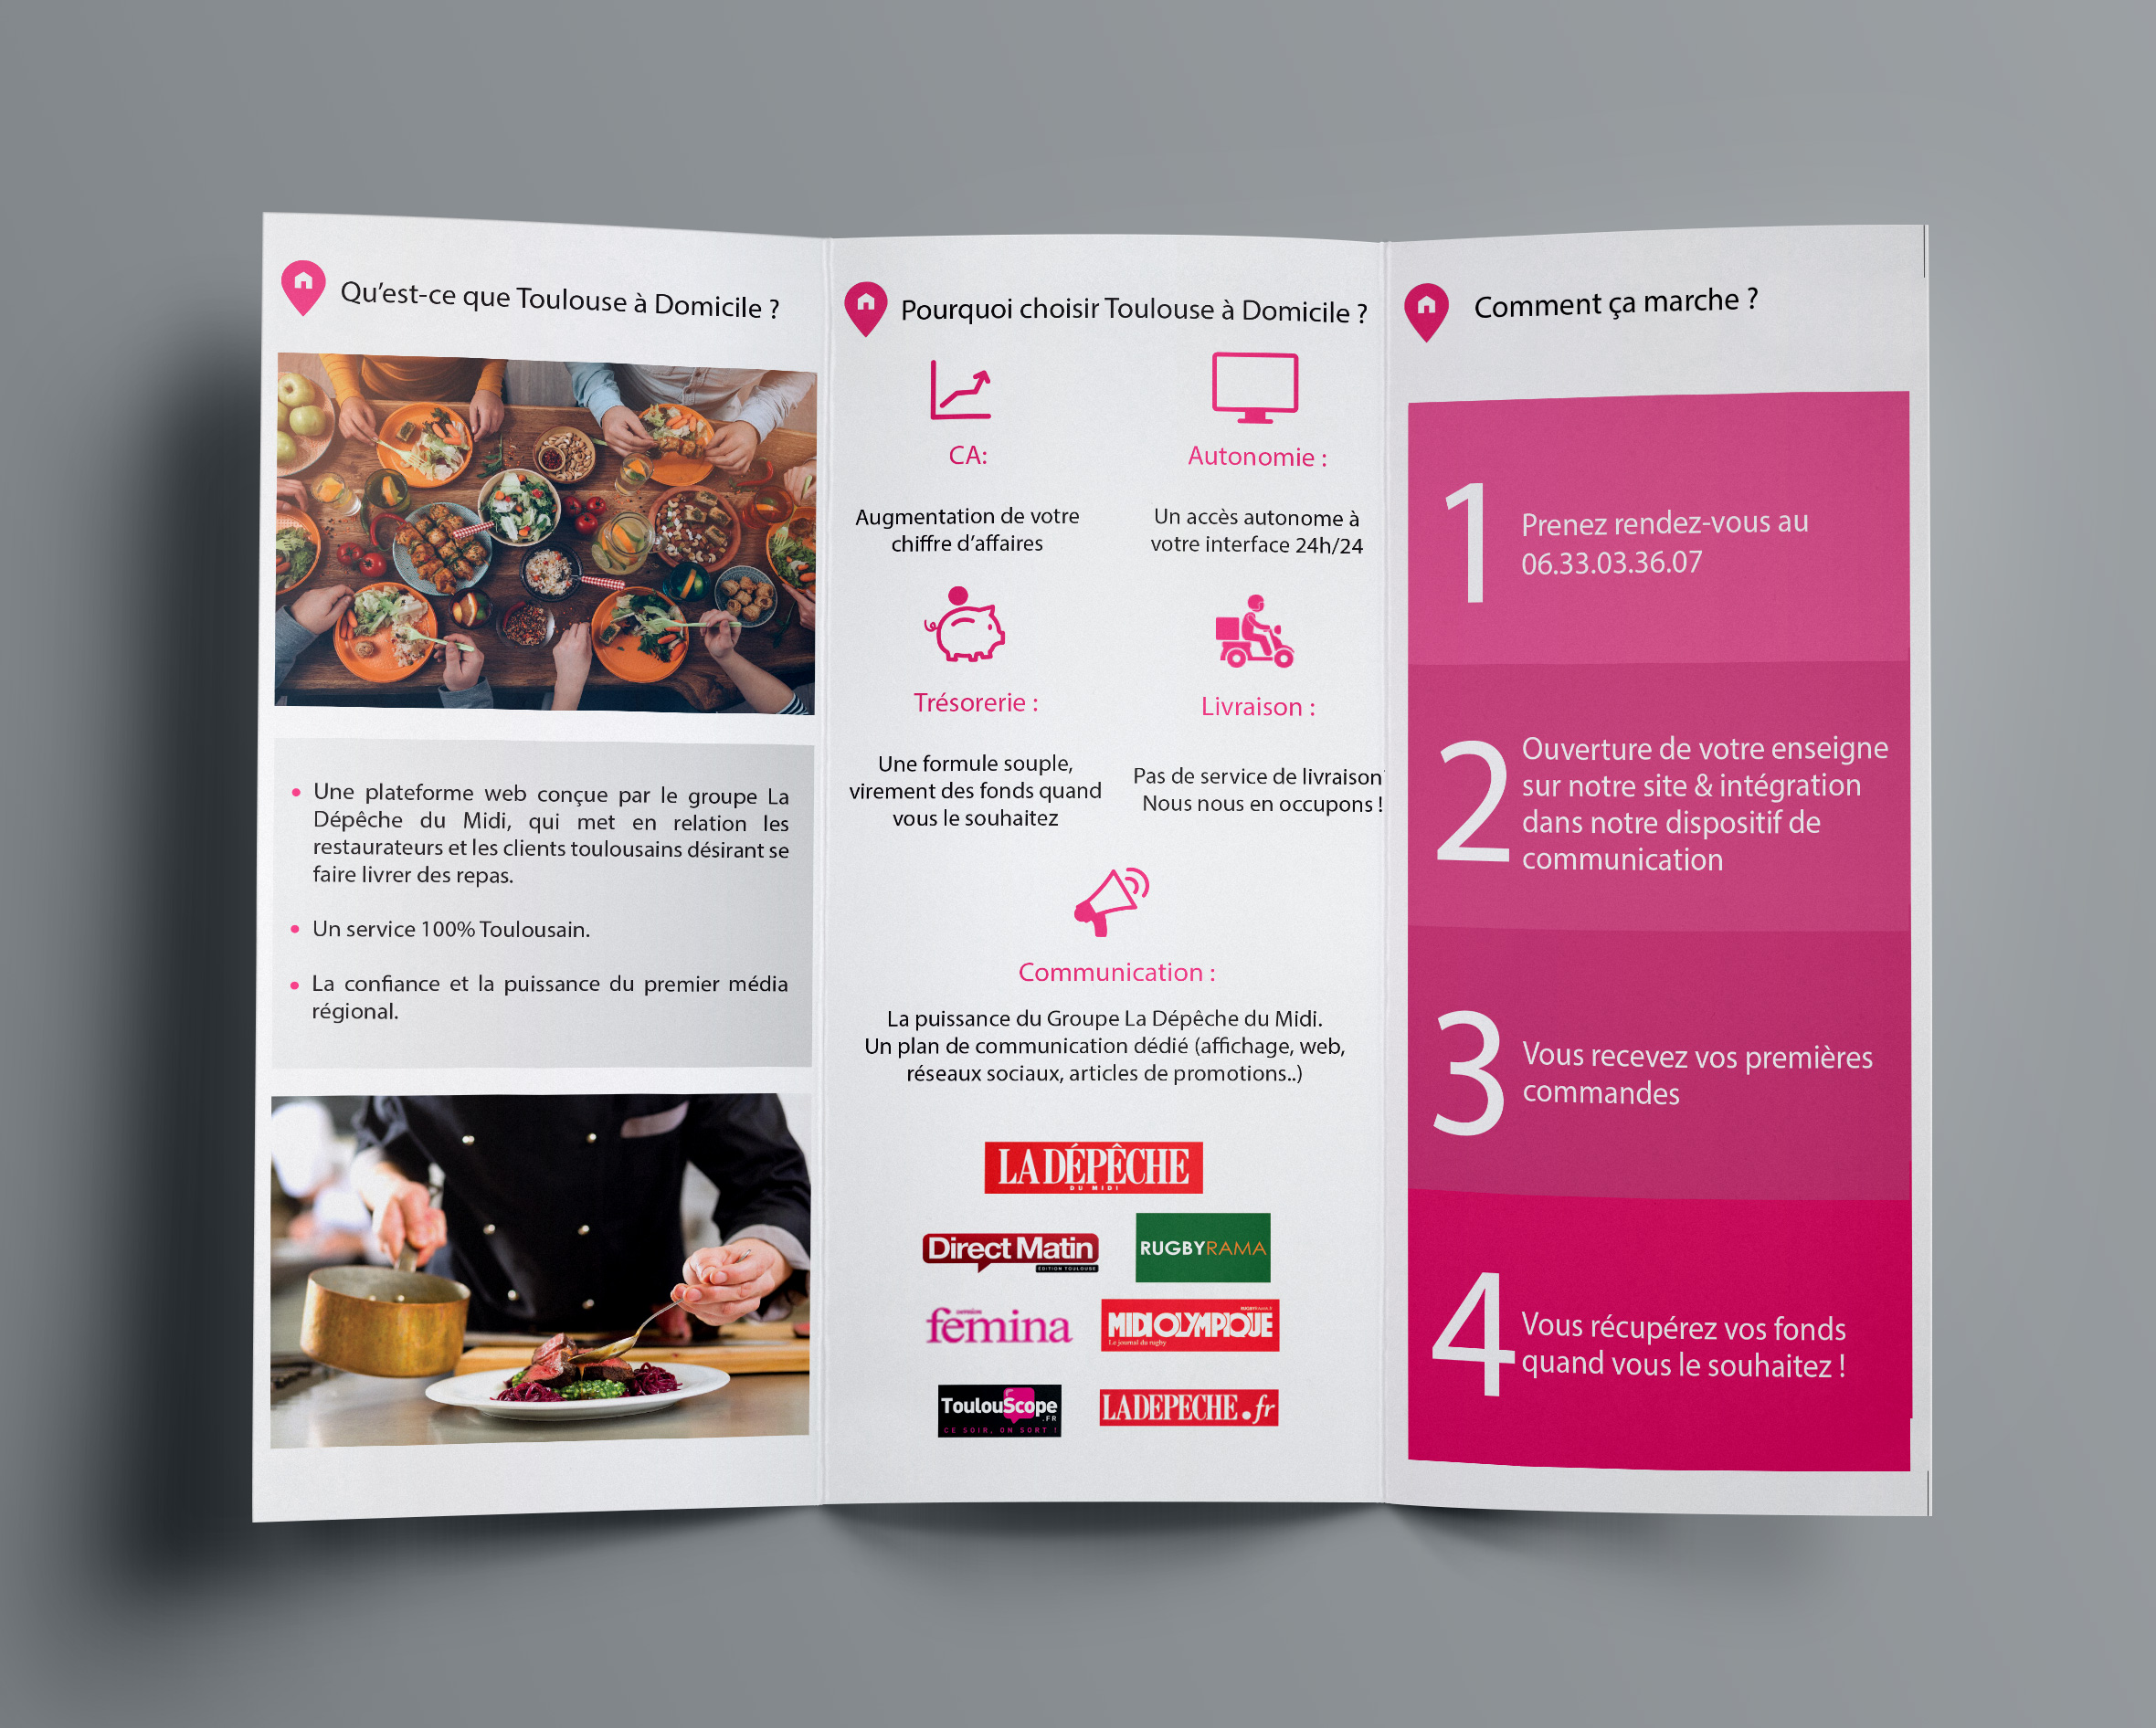 Qu'est-ce que Toulouse à Domicile ?
Une plateforme web conçue par le groupe La
Dépêche du Midi, qui met en relation les
restaurateurs et les clients toulousains désirant se
faire livrer des repas.
Un service 100% Toulousain.
La confiance et la puissance du premier média
régional.
Pourquoi choisir Toulouse à Domicile ?
CA:
Augmentation de votre
chiffre d'affaires
Autonomie :
Un accès autonome à
votre interface 24h/24
Trésorerie :
Une formule souple,
virement des fonds quand
vous le souhaitez
Livraison :
Pas de service de livraison
Nous nous en occupons !
Communication :
La puissance du Groupe La Dépêche du Midi.
Un plan de communication dédié (affichage, web,
réseaux sociaux, articles de promotions..)
LA DÉPÊCHE
DU MIDI
Direct Matin
ÉDITION TOULOUSE
RUGBYRAMA
version
femina
MIDI OLYMPIQUE
Le journal du rugby
ToulouScope
.FR
CE SOIR, ON SORT !
LADEPECHE.fr
Comment ça marche ?
1
Prenez rendez-vous au
06.33.03.36.07
2
Ouverture de votre enseigne
sur notre site & intégration
dans notre dispositif de
communication
3
Vous recevez vos premières
commandes
4
Vous récupérez vos fonds
quand vous le souhaitez !